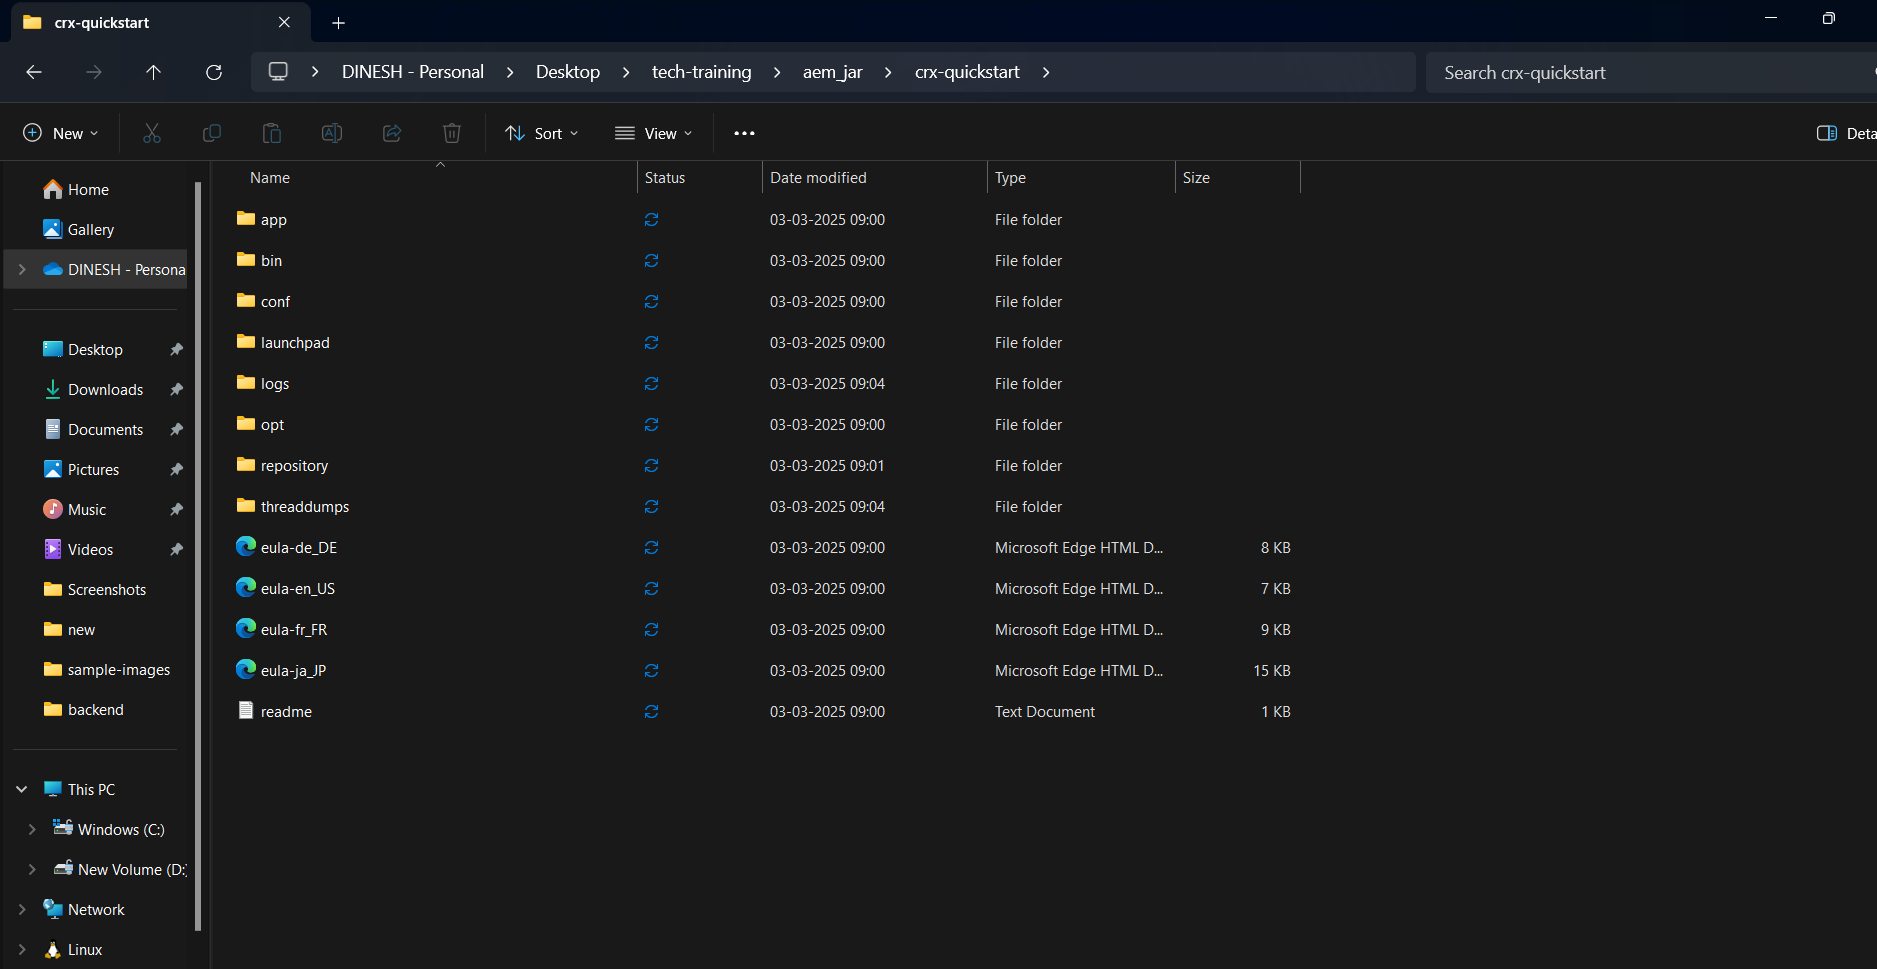 crx-quickstart
DINESH - Personal > Desktop > tech-training > aem_jar > crx-quickstart >
Search crx-quickstart
New
Sort
View
Deta
Name Status Date modified Type Size
Home
Gallery
DINESH - Persona
Desktop
Downloads
Documents
Pictures
Music
Videos
Screenshots
new
sample-images
backend
This PC
Windows (C:)
New Volume (D:)
Network
Linux
app 03-03-2025 09:00 File folder
bin 03-03-2025 09:00 File folder
conf 03-03-2025 09:00 File folder
launchpad 03-03-2025 09:00 File folder
logs 03-03-2025 09:04 File folder
opt 03-03-2025 09:00 File folder
repository 03-03-2025 09:01 File folder
threaddumps 03-03-2025 09:04 File folder
eula-de_DE 03-03-2025 09:00 Microsoft Edge HTML D... 8 KB
eula-en_US 03-03-2025 09:00 Microsoft Edge HTML D... 7 KB
eula-fr_FR 03-03-2025 09:00 Microsoft Edge HTML D... 9 KB
eula-ja_JP 03-03-2025 09:00 Microsoft Edge HTML D... 15 KB
readme 03-03-2025 09:00 Text Document 1 KB